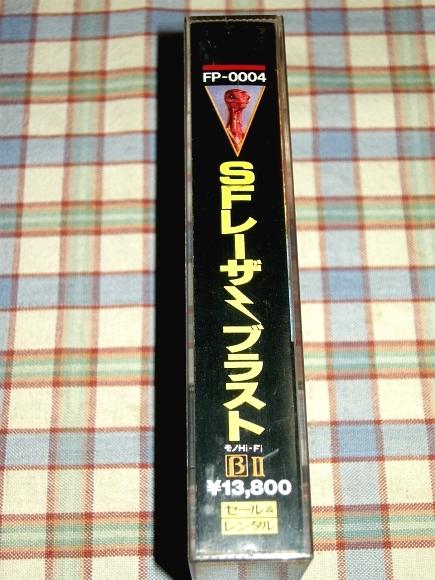 FP-0004
SFレーザーブラスト
モノHi-Fi
βII
¥13,800
セール&
レンタル